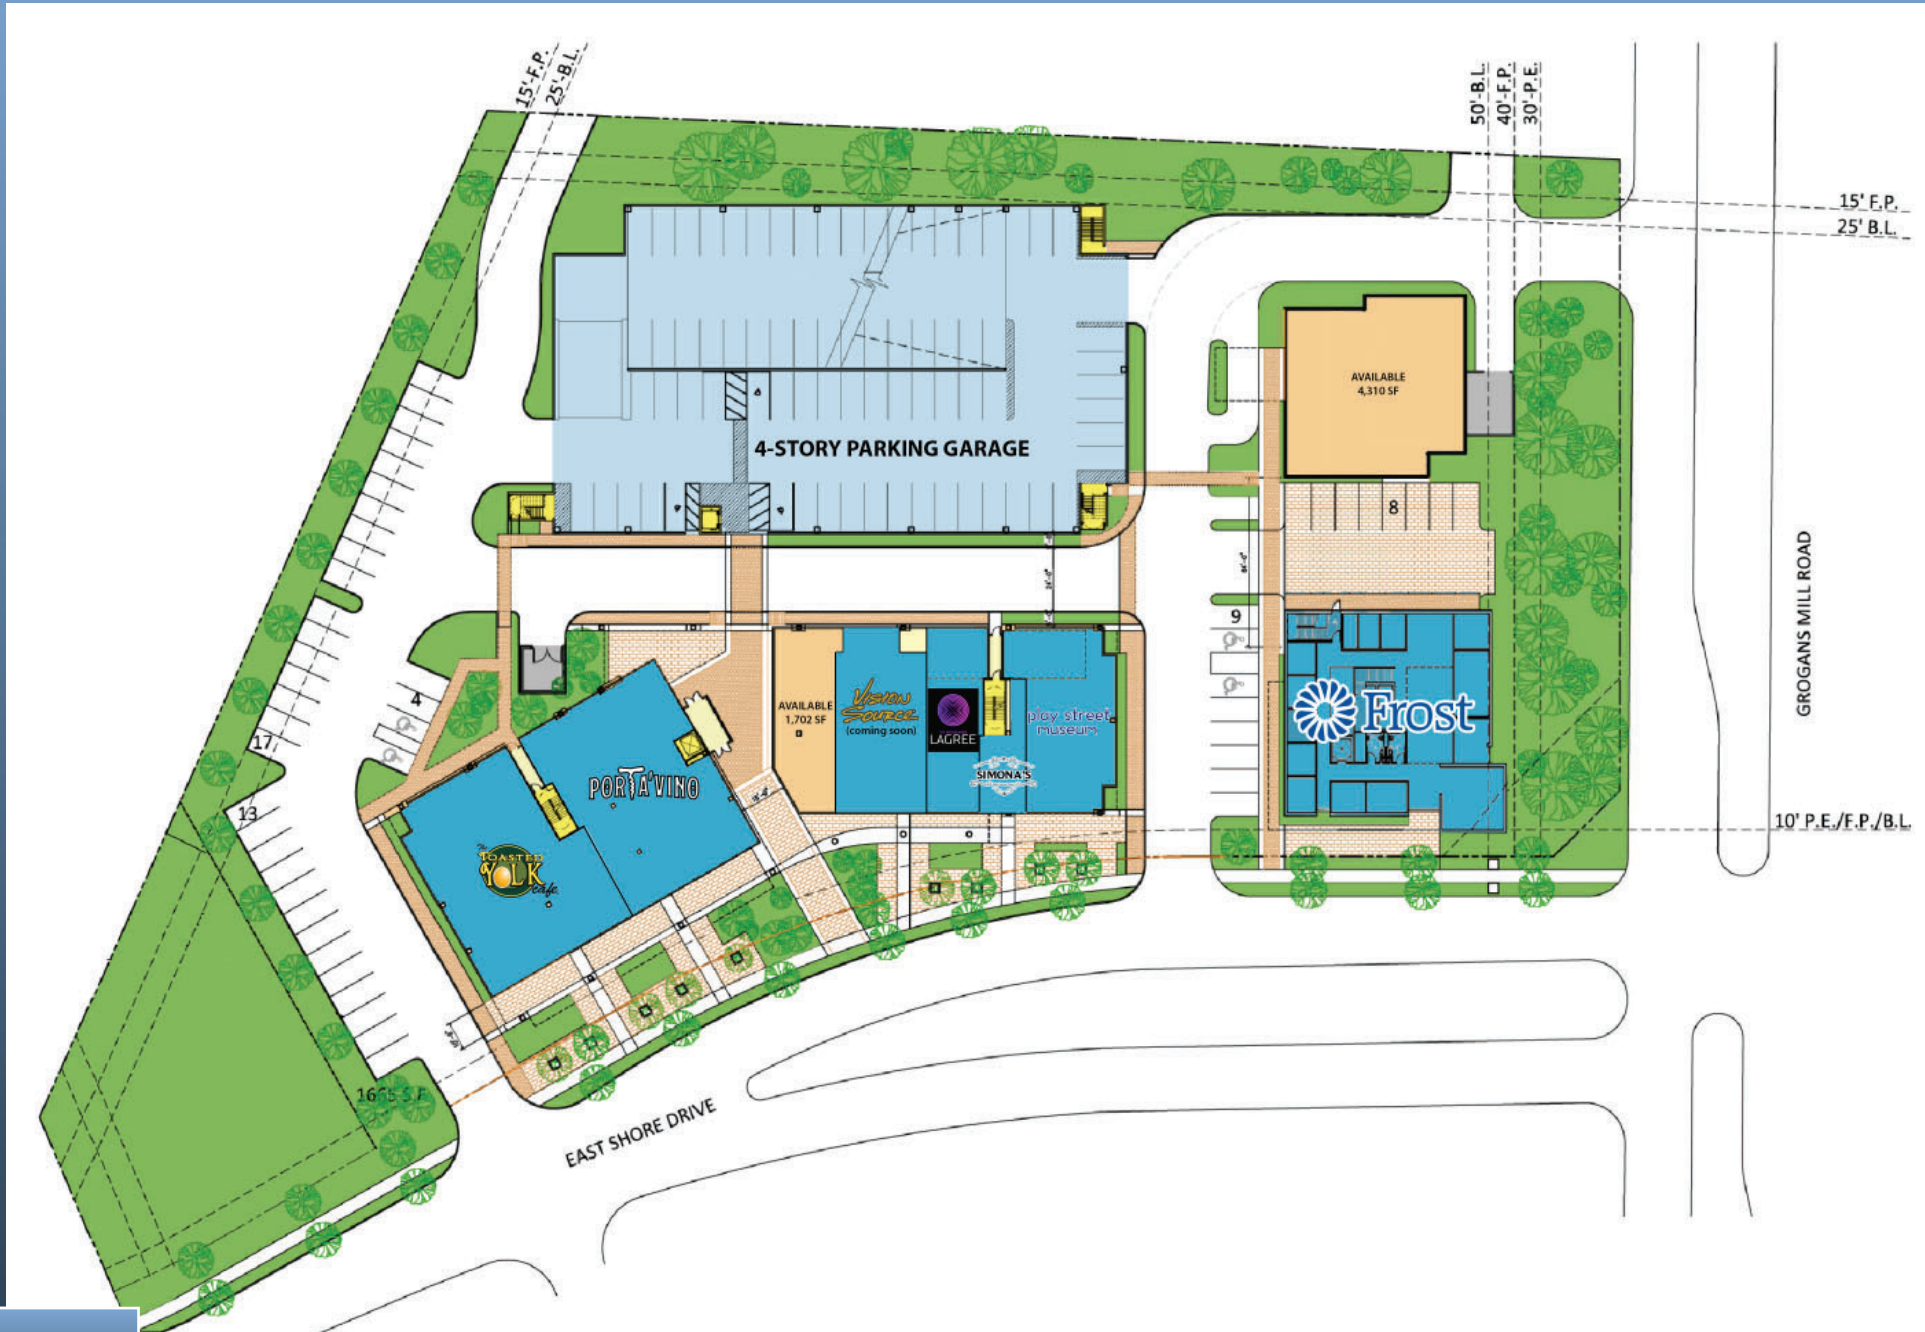 15'-F.P.
25'-B.L.
50'-B.L.
40'-F.P.
30'-P.E.
15' F.P.
25' B.L.
AVAILABLE
4,310 SF
4-STORY PARKING GARAGE
8
GROGANS MILL ROAD
9
4
17
13
AVAILABLE
1,702 SF
VISION
SOURCE
(coming soon)
LAGREE
play street
museum
SIMONA'S
Frost
PORTA'VINO
The
TOASTED
YOLK
cafe
10' P.E./F.P./B.L.
1665 S.F.
EAST SHORE DRIVE